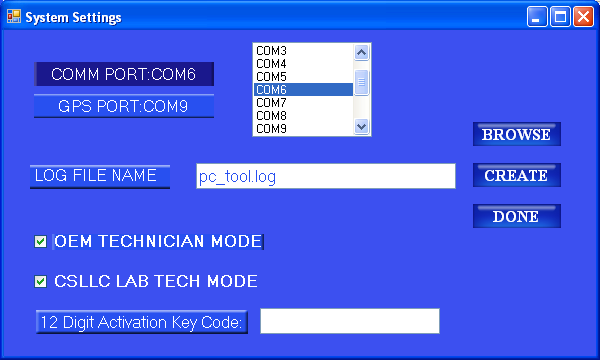 System Settings
COMM PORT:COM6
GPS PORT:COM9
COM3
COM4
COM5
COM6
COM7
COM8
COM9
BROWSE
LOG FILE NAME
pc_tool.log
CREATE
DONE
OEM TECHNICIAN MODE
CSLLC LAB TECH MODE
12 Digit Activation Key Code: